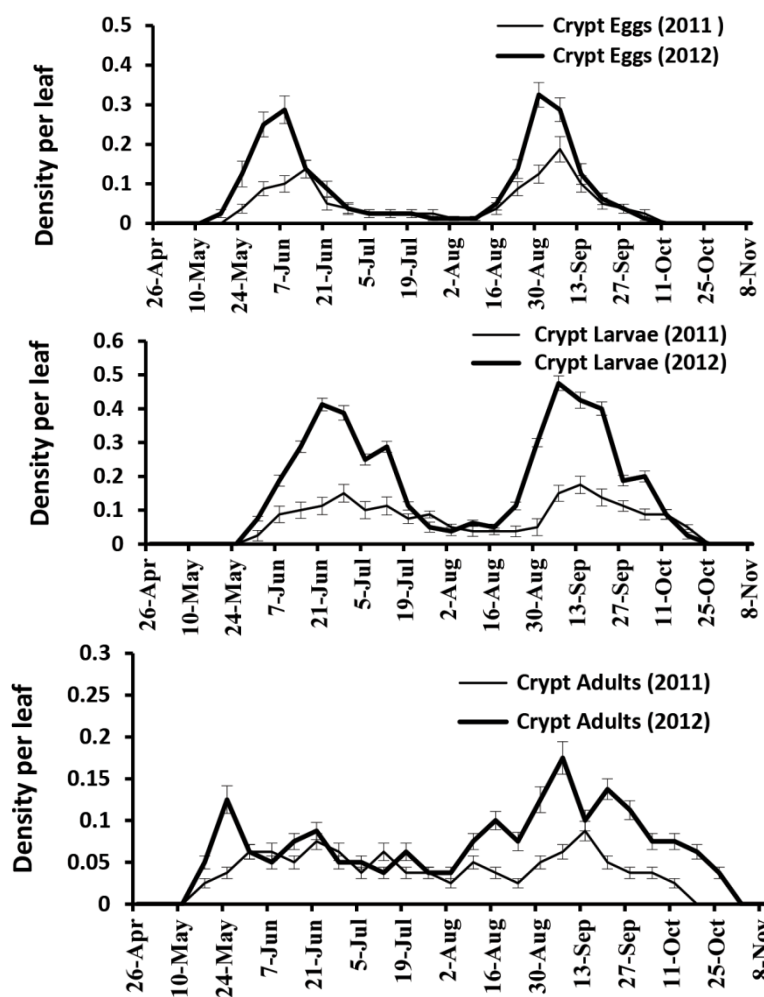 Crypt Eggs (2011 )
Crypt Eggs (2012)
Density per leaf
0.5
0.4
0.3
0.2
0.1
0
26-Apr 10-May 24-May 7-Jun 21-Jun 5-Jul 19-Jul 2-Aug 16-Aug 30-Aug 13-Sep 27-Sep 11-Oct 25-Oct 8-Nov
Crypt Larvae (2011)
Crypt Larvae (2012)
Density per leaf
0.6
0.5
0.4
0.3
0.2
0.1
0
26-Apr 10-May 24-May 7-Jun 21-Jun 5-Jul 19-Jul 2-Aug 16-Aug 30-Aug 13-Sep 27-Sep 11-Oct 25-Oct 8-Nov
Crypt Adults (2011)
Crypt Adults (2012)
Density per leaf
0.3
0.25
0.2
0.15
0.1
0.05
0
26-Apr 10-May 24-May 7-Jun 21-Jun 5-Jul 19-Jul 2-Aug 16-Aug 30-Aug 13-Sep 27-Sep 11-Oct 25-Oct 8-Nov